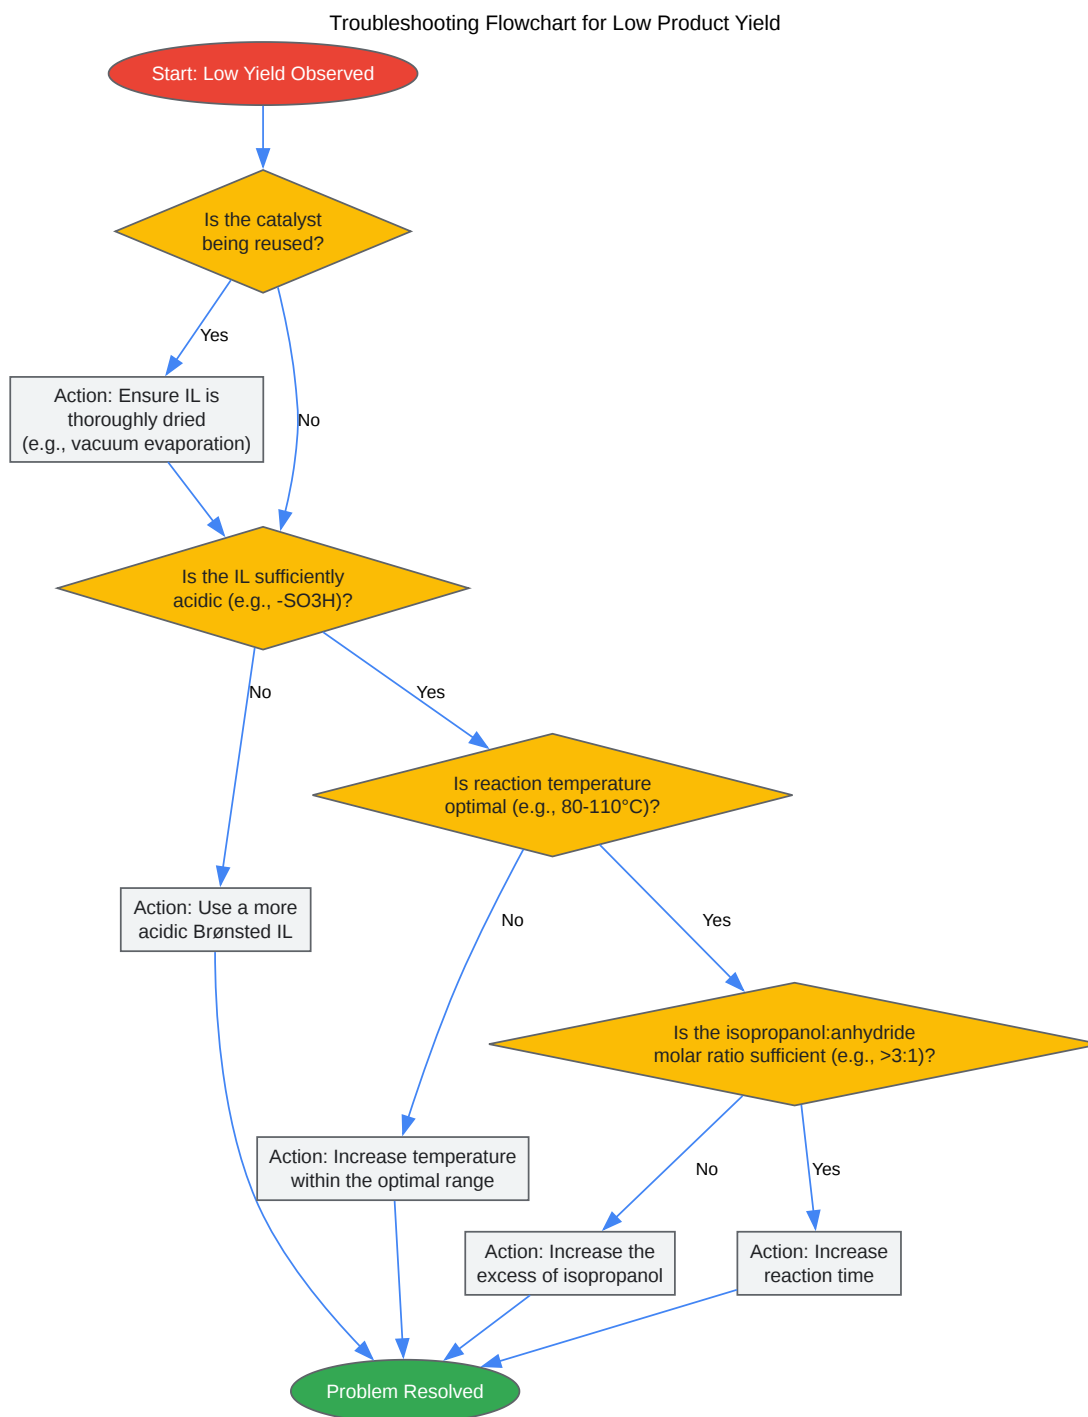 Troubleshooting Flowchart for Low Product Yield
Start: Low Yield Observed
Is the catalyst
being reused?
Yes
No
Action: Ensure IL is
thoroughly dried
(e.g., vacuum evaporation)
Is the IL sufficiently
acidic (e.g., -SO3H)?
No
Yes
Is reaction temperature
optimal (e.g., 80-110°C)?
Action: Use a more
acidic Brønsted IL
No
Yes
Is the isopropanol:anhydride
molar ratio sufficient (e.g., >3:1)?
Action: Increase temperature
within the optimal range
No
Yes
Action: Increase the
excess of isopropanol
Action: Increase
reaction time
Problem Resolved